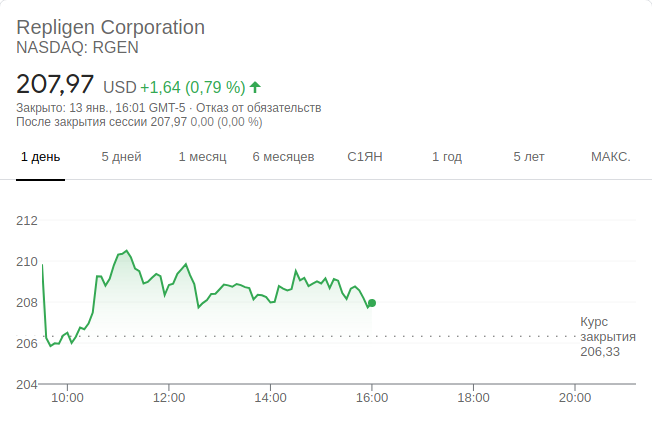 Repligen Corporation
NASDAQ: RGEN
207,97 USD +1,64 (0,79 %)
Закрыто: 13 янв., 16:01 GMT-5 · Отказ от обязательств
После закрытия сессии 207,97 0,00 (0,00 %)
1 день 5 дней 1 месяц 6 месяцев С1ЯН 1 год 5 лет МАКС.
212
210
208
Курс
закрытия
206,33
206
204
10:00 12:00 14:00 16:00 18:00 20:00